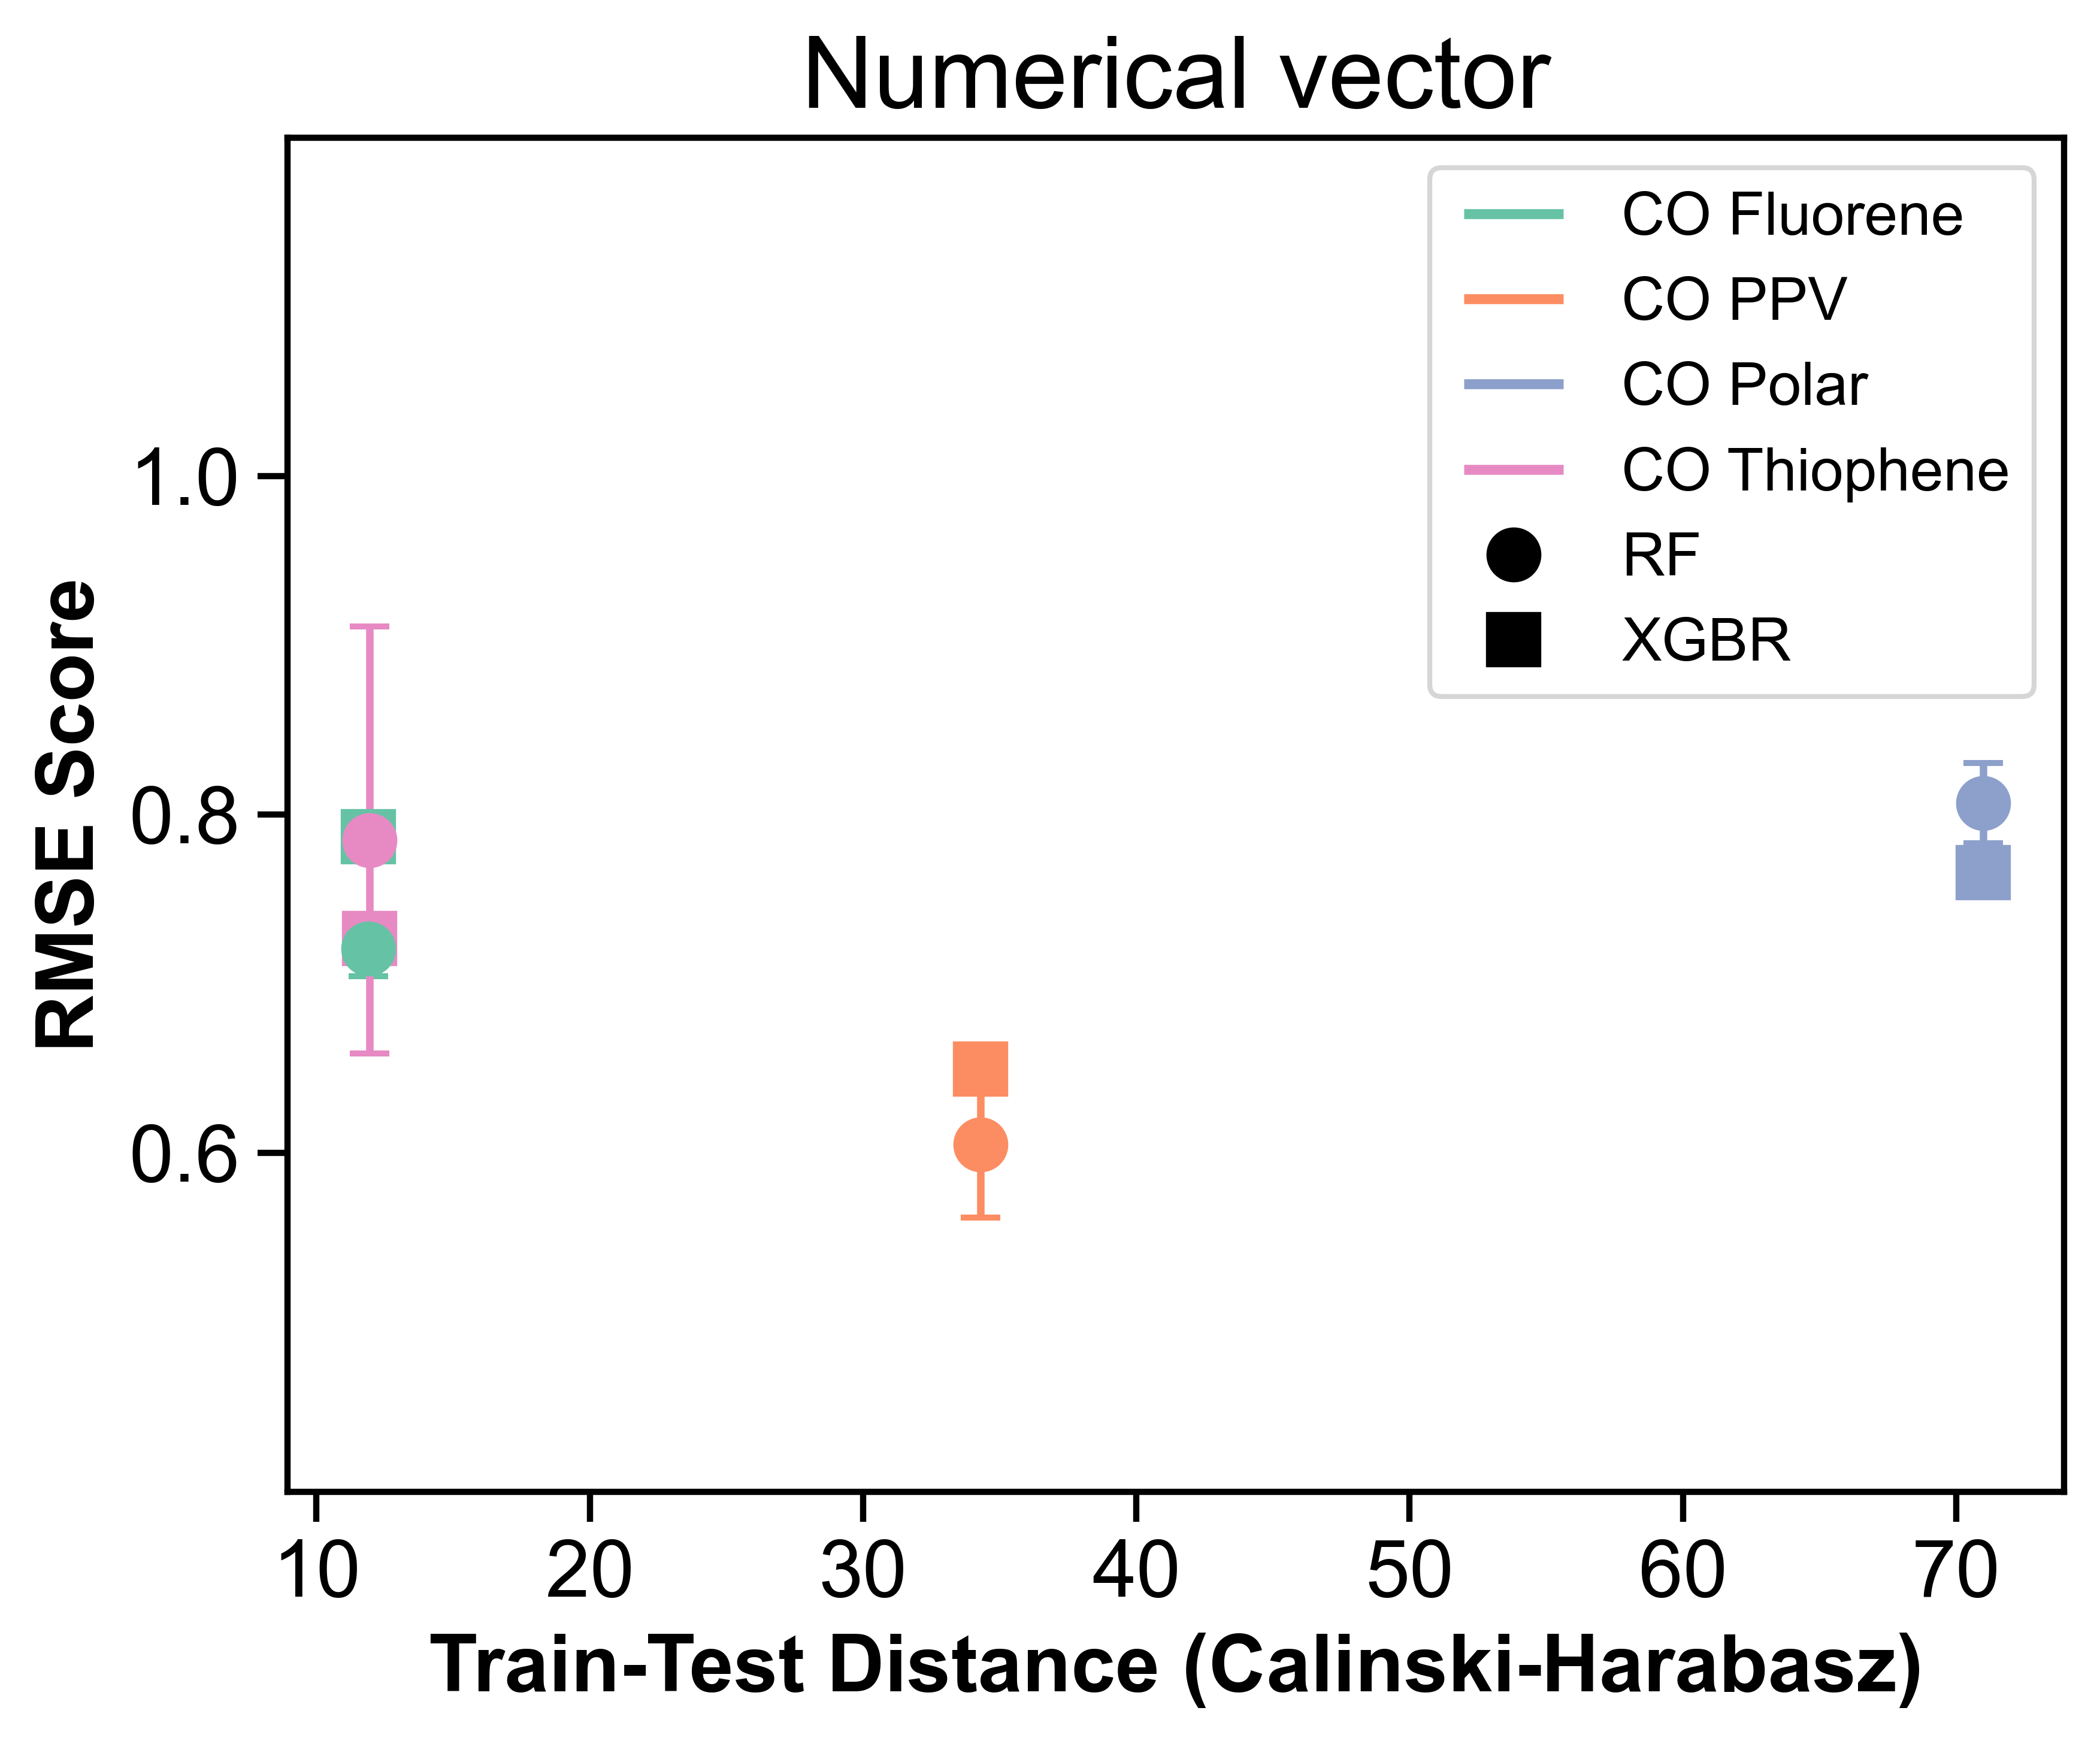 Numerical vector
CO Fluorene
CO PPV
CO Polar
CO Thiophene
RF
XGBR
RMSE Score
1.0
0.8
0.6
10 20 30 40 50 60 70
Train-Test Distance (Calinski-Harabasz)